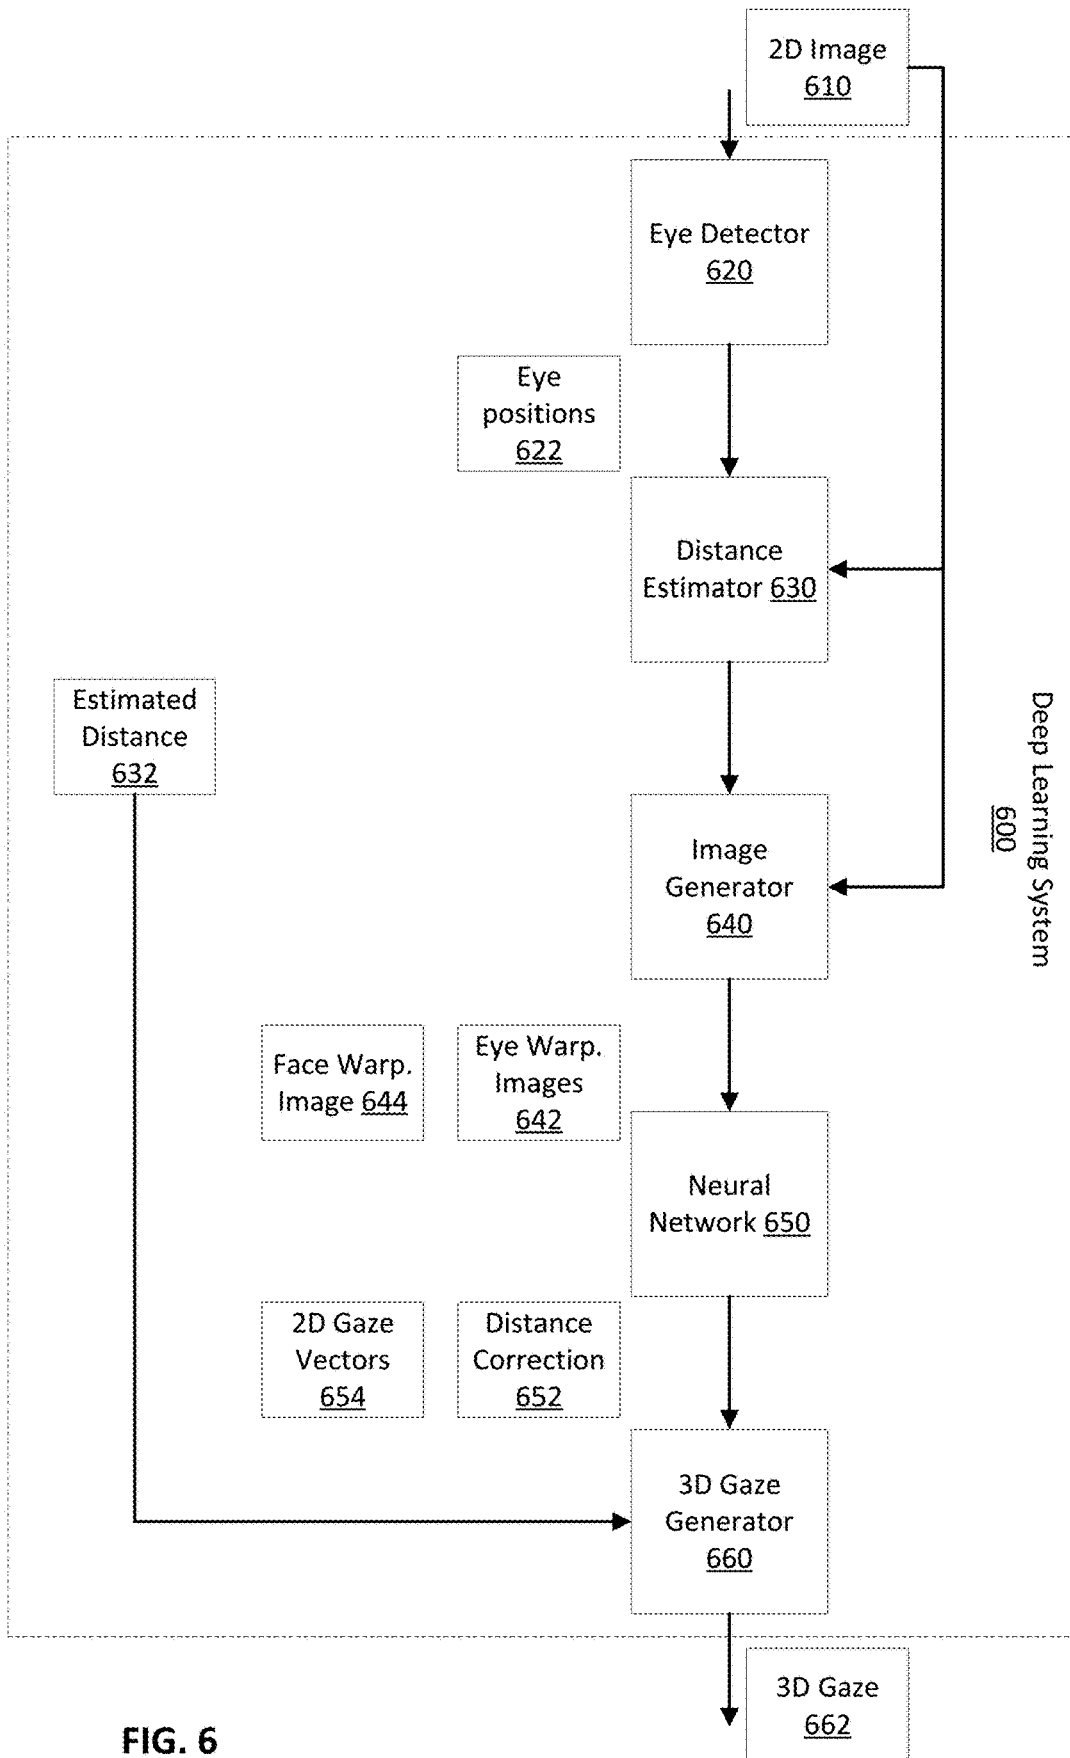 2D Image
610
Eye Detector
620
Eye
positions
622
Distance
Estimator 630
Estimated
Distance
632
Deep Learning System
600
Image
Generator
640
Face Warp.
Image 644
Eye Warp.
Images
642
Neural
Network 650
2D Gaze
Vectors
654
Distance
Correction
652
3D Gaze
Generator
660
3D Gaze
662
FIG. 6